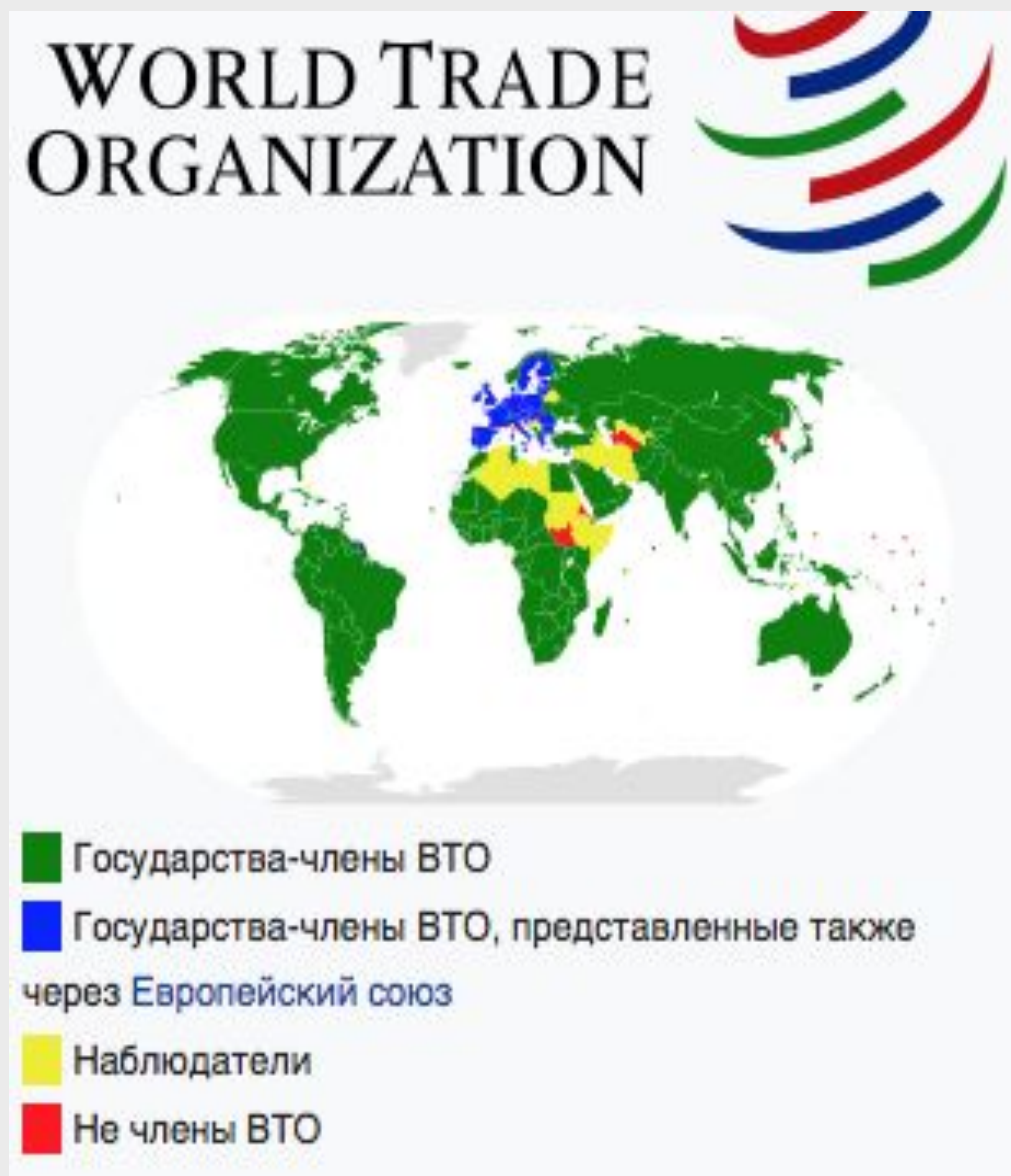 WORLD TRADE
ORGANIZATION
Государства-члены ВТО
Государства-члены ВТО, представленные также
через Европейский союз
Наблюдатели
Не члены ВТО